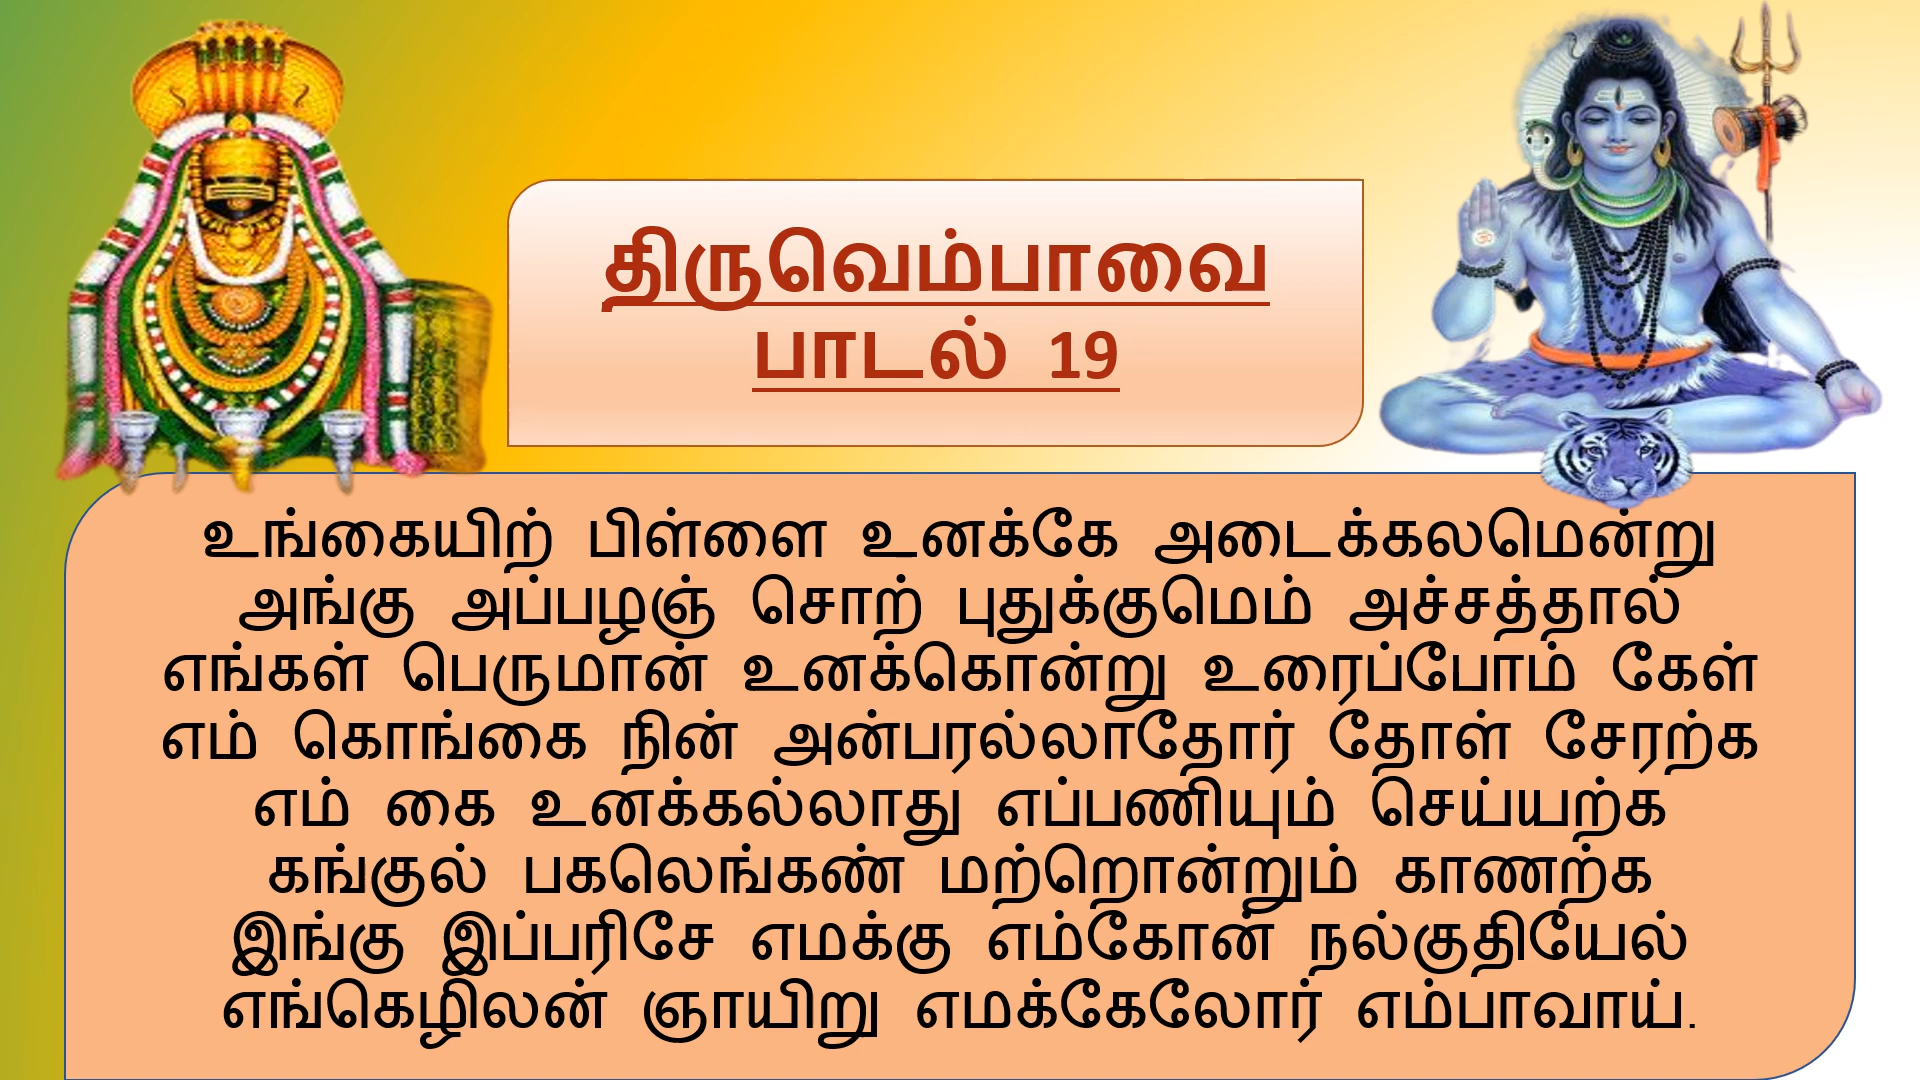 திருவெம்பாவை
பாடல் 19
உங்கையிற் பிள்ளை உனக்கே அடைக்கலமென்று
அங்கு அப்பழஞ் சொற் புதுக்குமெம் அச்சத்தால்
எங்கள் பெருமான் உனக்கொன்று உரைப்போம் கேள்
எம் கொங்கை நின் அன்பரல்லாதோர் தோள் சேரற்க
எம் கை உனக்கல்லாது எப்பணியும் செய்யற்க
கங்குல் பகலெங்கண் மற்றொன்றும் காணற்க
இங்கு இப்பரிசே எமக்கு எம்கோன் நல்குதியேல்
எங்கெழிலன் ஞாயிறு எமக்கேலோர் எம்பாவாய்.